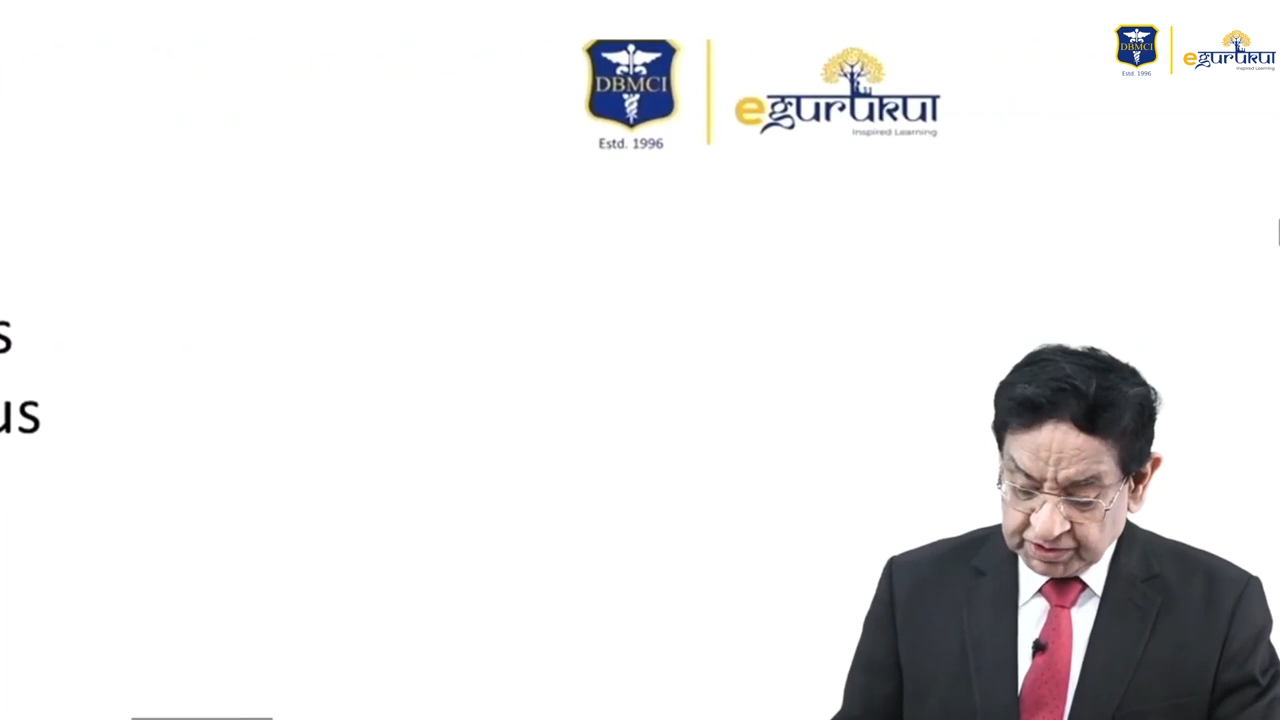 DBMCI
Estd. 1996
egurukul
Inspired Learning
DBMCI
Estd. 1996
egurukul
Inspired Learning
s
us